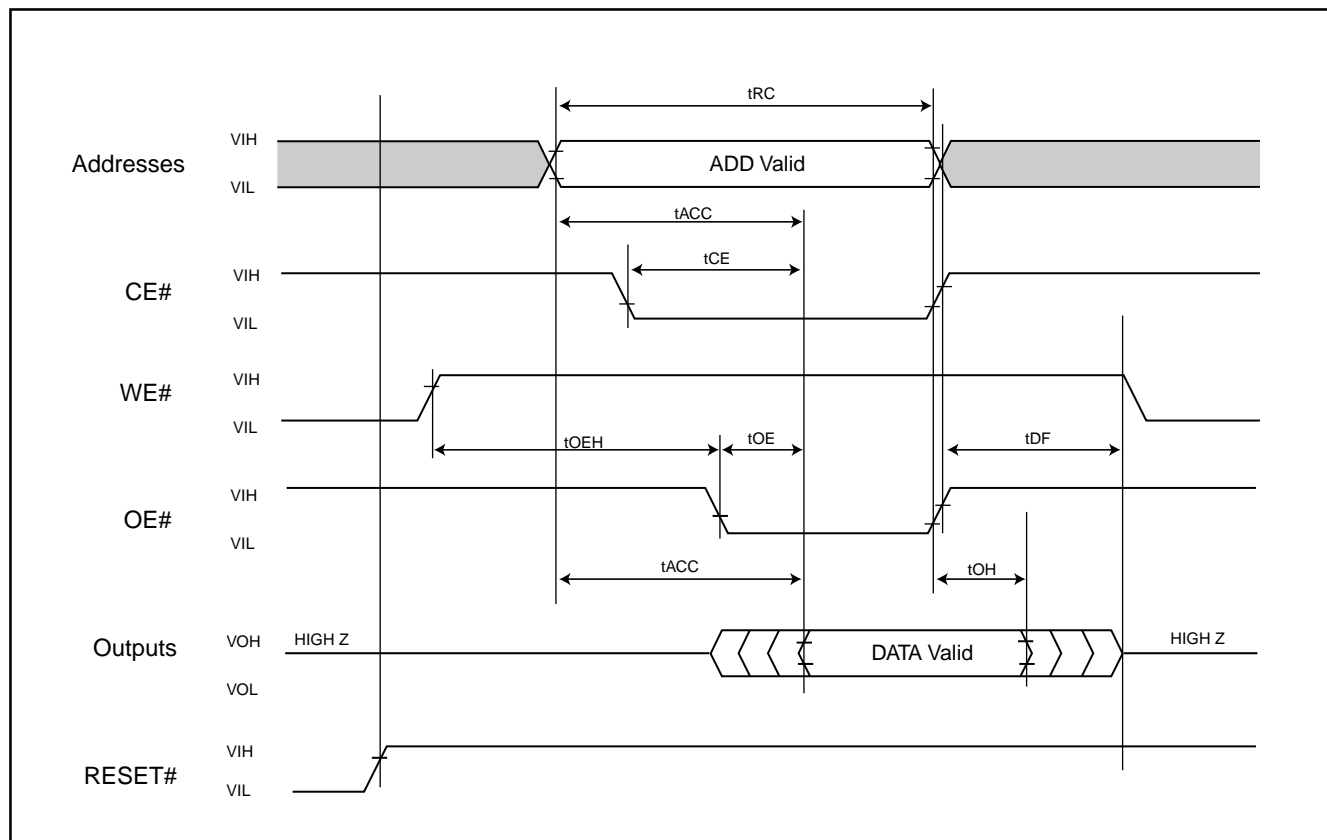 tRC
VIH
Addresses
ADD Valid
VIL
tACC
tCE
VIH
CE#
VIL
VIH
WE#
VIL
tOEH
tOE
tDF
VIH
OE#
VIL
tACC
tOH
VOH
HIGH Z
Outputs
DATA Valid
HIGH Z
VOL
VIH
RESET#
VIL